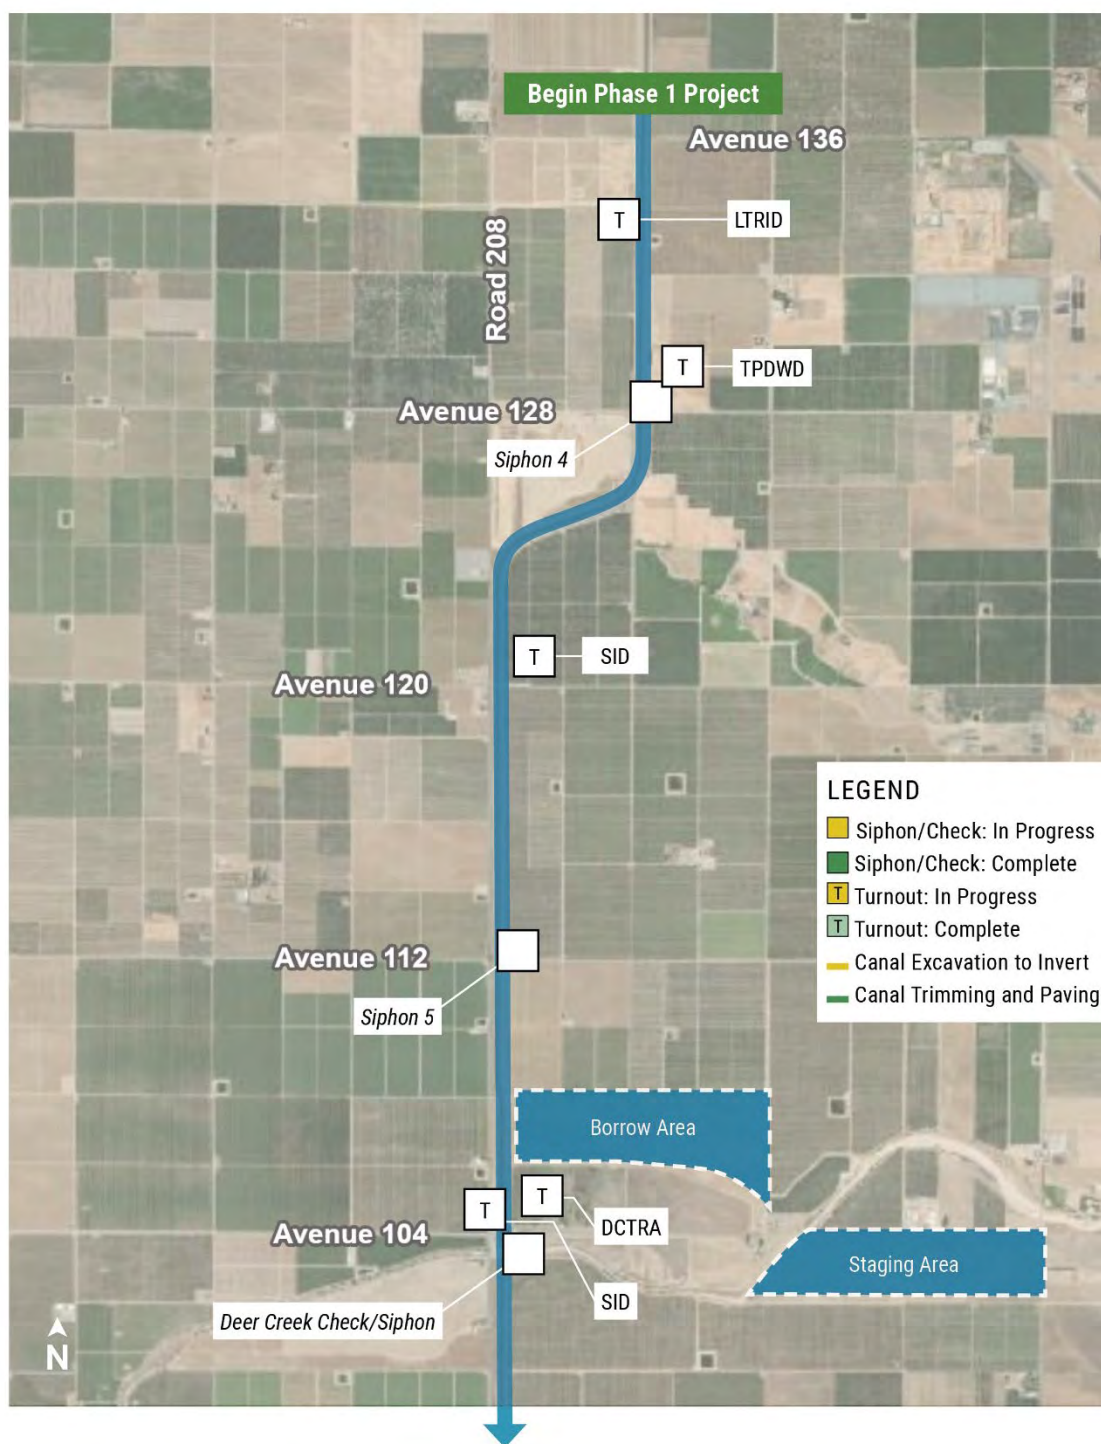 Begin Phase 1 Project
Avenue 136
T
LTRID
Road 208
T
TPDWD
Avenue 128
Siphon 4
T
SID
Avenue 120
LEGEND
Siphon/Check: In Progress
Siphon/Check: Complete
T Turnout: In Progress
T Turnout: Complete
Canal Excavation to Invert
Canal Trimming and Paving
Avenue 112
Siphon 5
Borrow Area
T
T
DCTRA
Avenue 104
Staging Area
SID
Deer Creek Check/Siphon
N